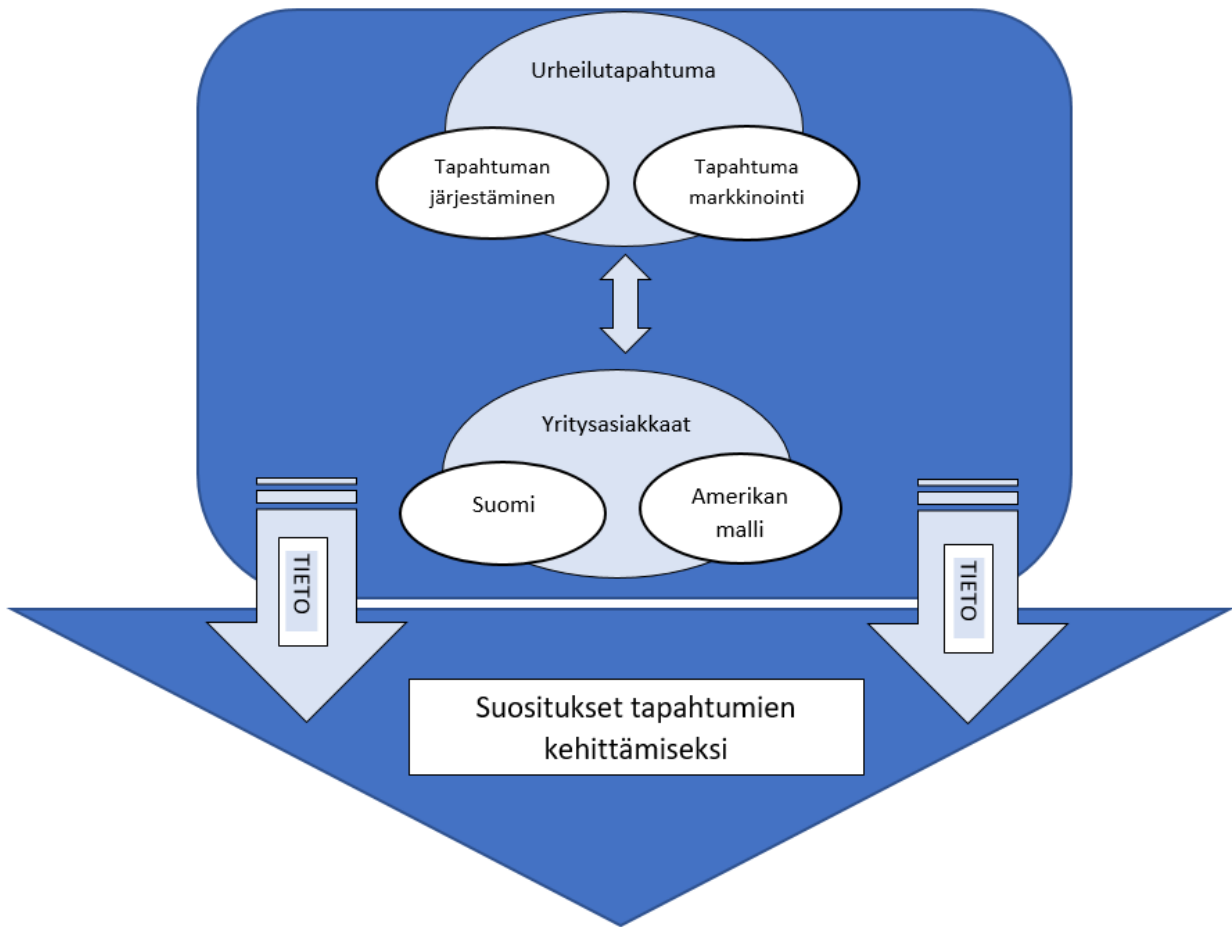 Urheilutapahtuma
Tapahtuman
järjestäminen
Tapahtuma
markkinointi
Yritysasiakkaat
Suomi
Amerikan
malli
TIETO
TIETO
Suositukset tapahtumien
kehittämiseksi